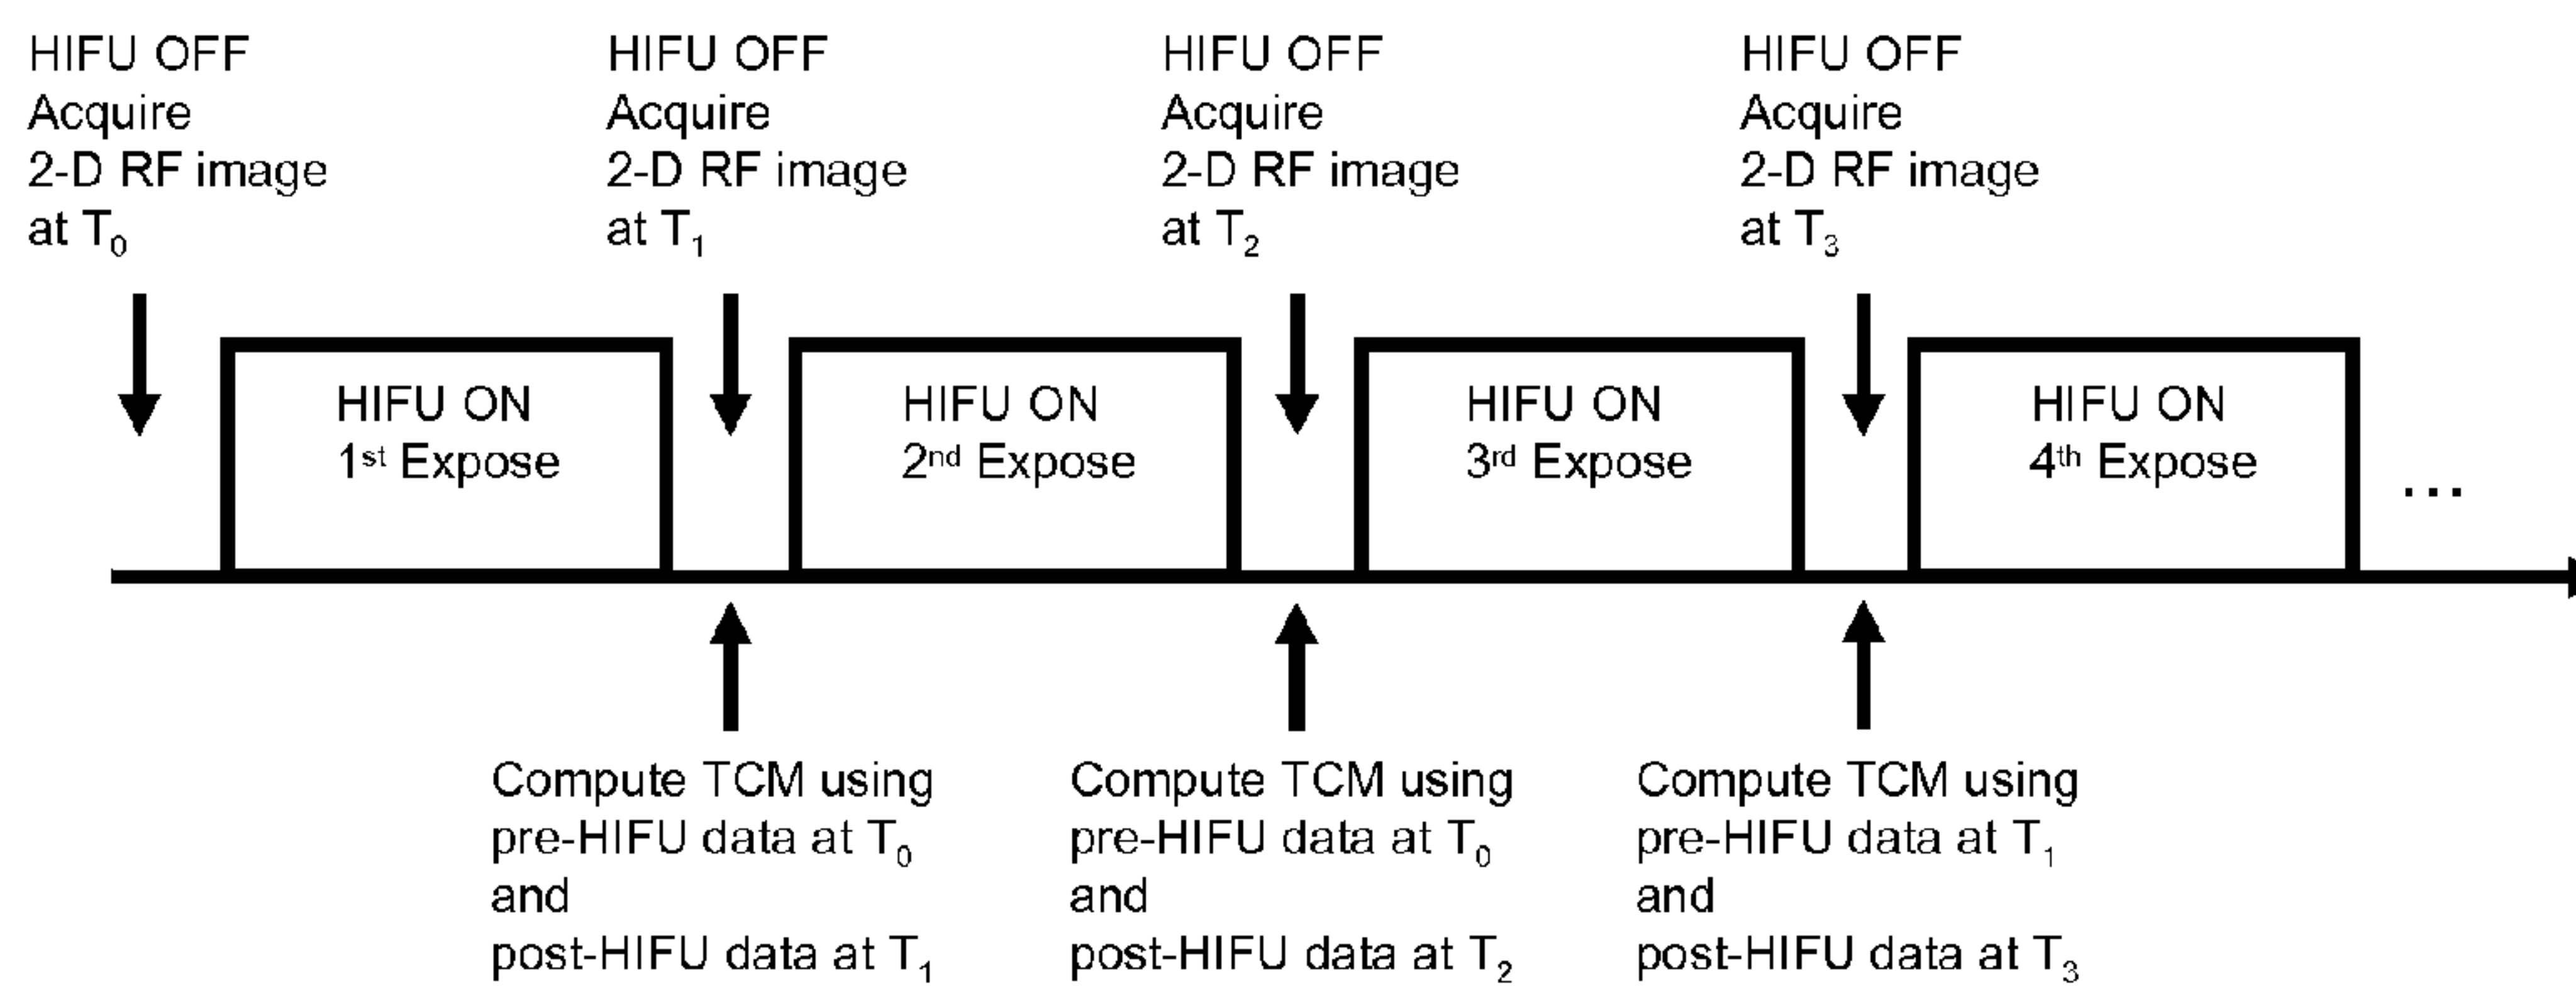 HIFU OFF
Acquire
2-D RF image
at T₀
HIFU OFF
Acquire
2-D RF image
at T₁
HIFU OFF
Acquire
2-D RF image
at T₂
HIFU OFF
Acquire
2-D RF image
at T₃
HIFU ON
1st Expose
HIFU ON
2nd Expose
HIFU ON
3rd Expose
HIFU ON
4th Expose
...
Compute TCM using
pre-HIFU data at T₀
and
post-HIFU data at T₁
Compute TCM using
pre-HIFU data at T₀
and
post-HIFU data at T₂
Compute TCM using
pre-HIFU data at T₁
and
post-HIFU data at T₃